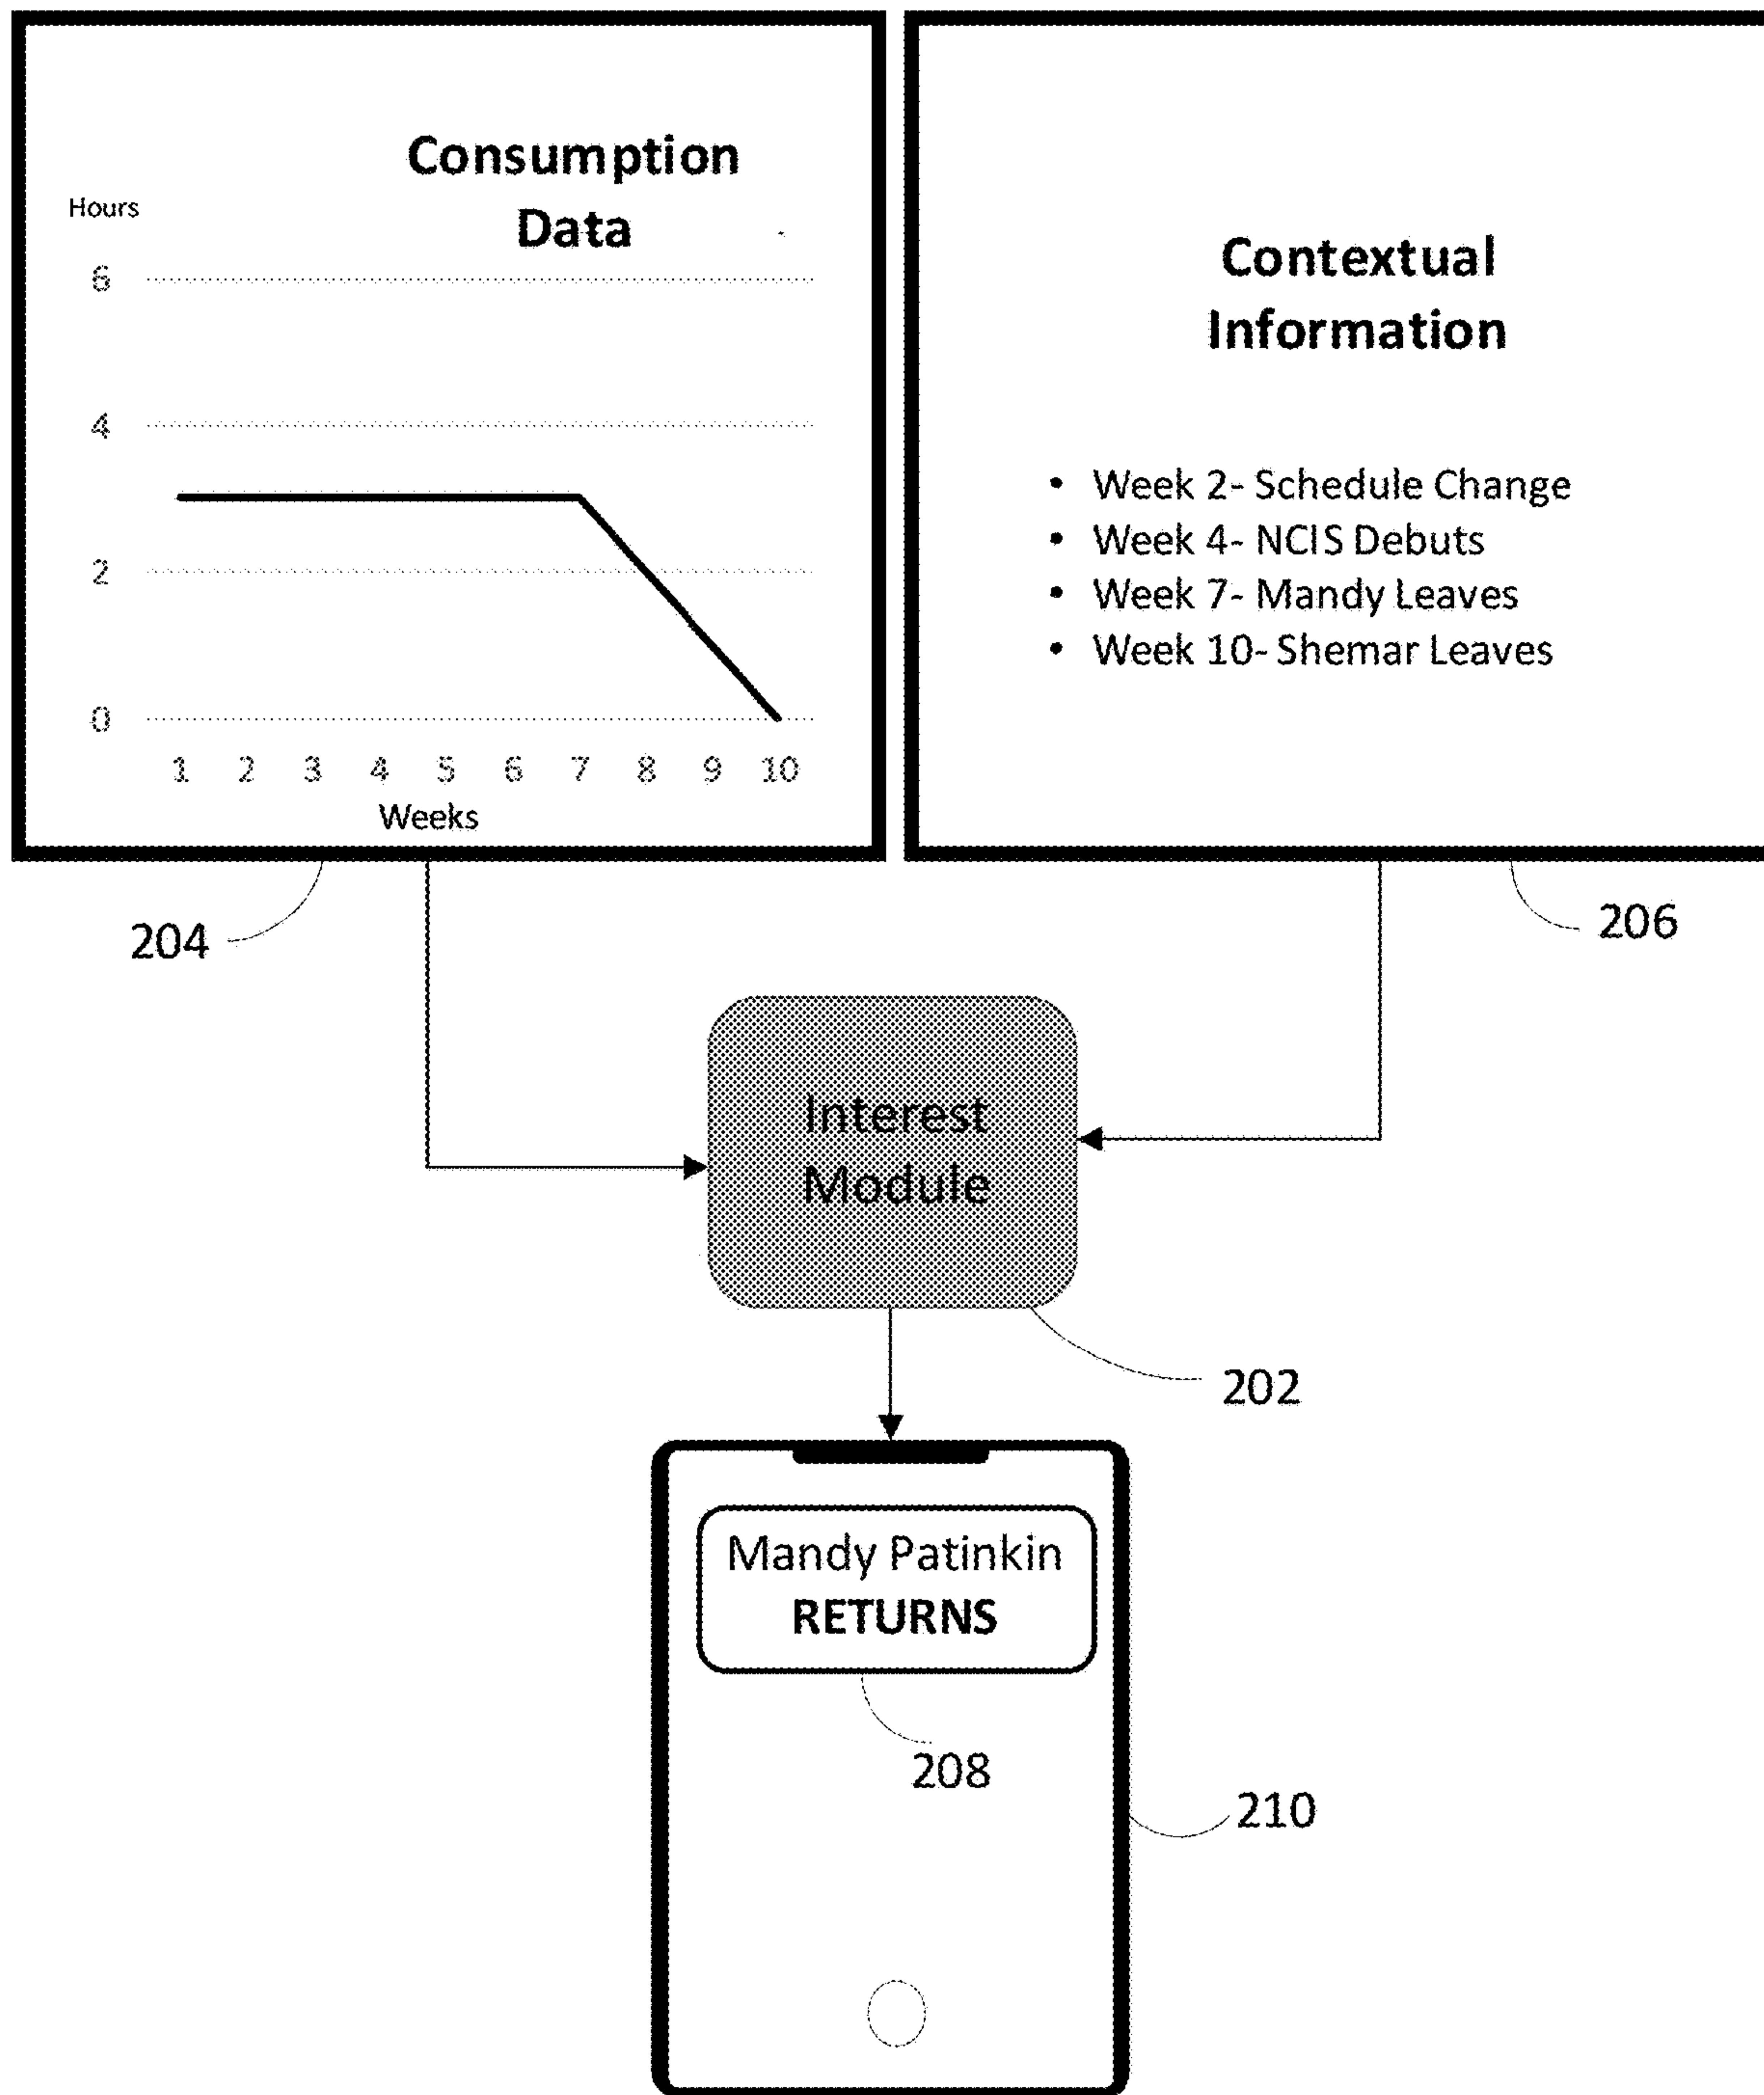 Consumption
Data
Hours
6
4
2
0
1 2 3 4 5 6 7 8 9 10
Weeks
Contextual
Information
• Week 2- Schedule Change
• Week 4- NCIS Debuts
• Week 7- Mandy Leaves
• Week 10- Shemar Leaves
204
206
Interest
Module
202
Mandy Patinkin
RETURNS
208
210